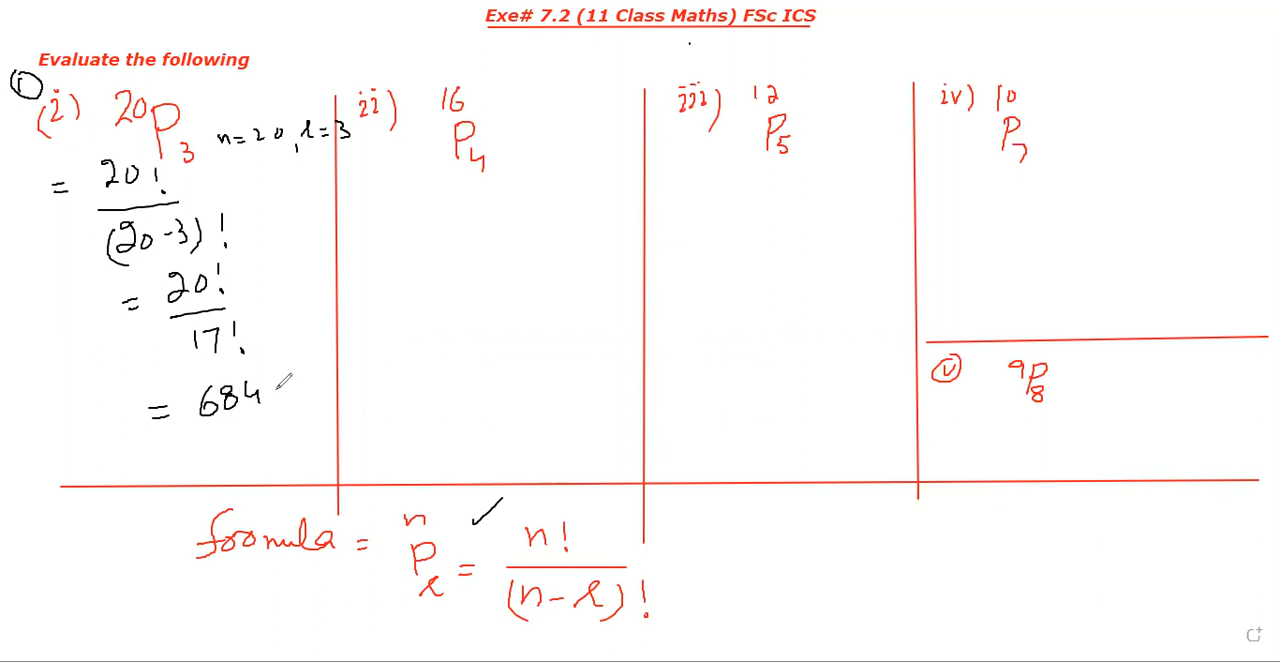 Exe# 7.2 (11 Class Maths) FSc ICS
Evaluate the following
① (i) 20P3 n=20, r=3
= 20! / (20-3)!
= 20! / 17!
= 684
ii) 16P4
iii) 12P5
iv) 10P7
ⓥ 9P8
formula = nPr = n! / (n-r)!